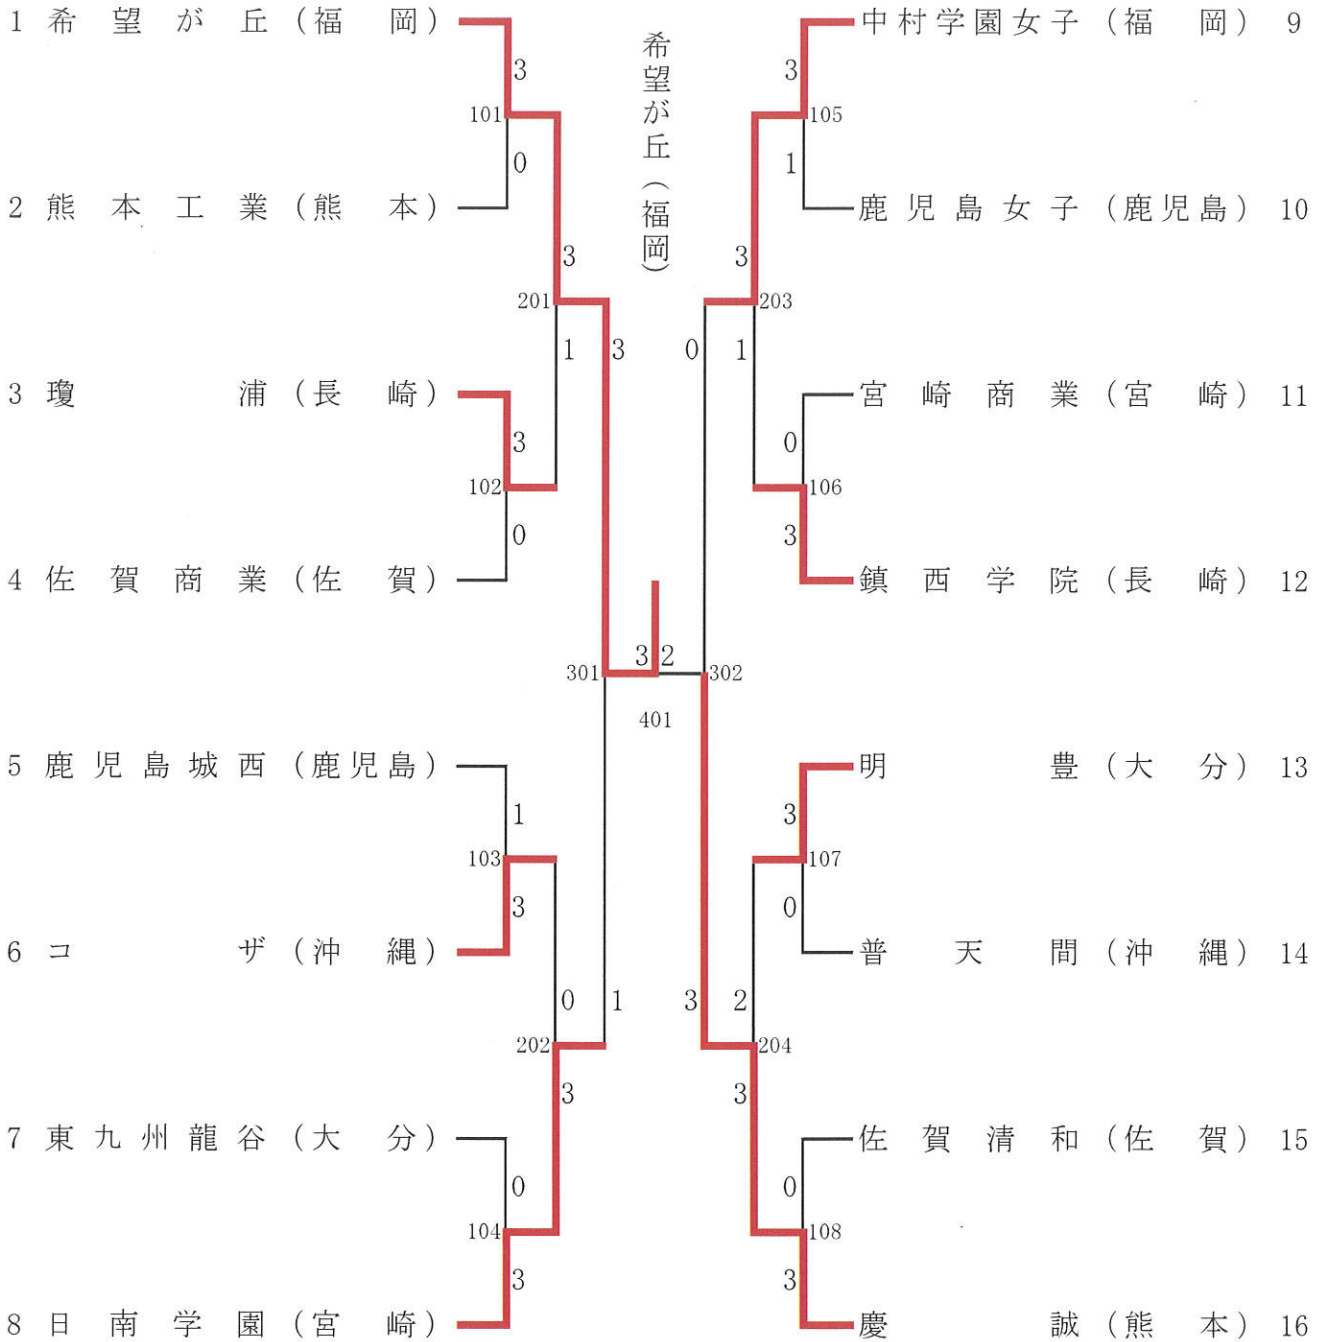 1 希望が丘(福岡)
2 熊本工業(熊本)
3 瓊浦(長崎)
4 佐賀商業(佐賀)
5 鹿児島城西(鹿児島)
6 コザ(沖縄)
7 東九州龍谷(大分)
8 日南学園(宮崎)
3
101
0
3
102
0
1
103
3
0
104
3
3
201
1
0
202
3
3
301
1
希望が丘(福岡)
3 2
401
0
302
3
3
203
1
2
204
3
3
105
1
0
106
3
3
107
0
0
108
3
中村学園女子(福岡) 9
鹿児島女子(鹿児島) 10
宮崎商業(宮崎) 11
鎮西学院(長崎) 12
明豊(大分) 13
普天間(沖縄) 14
佐賀清和(佐賀) 15
慶誠(熊本) 16